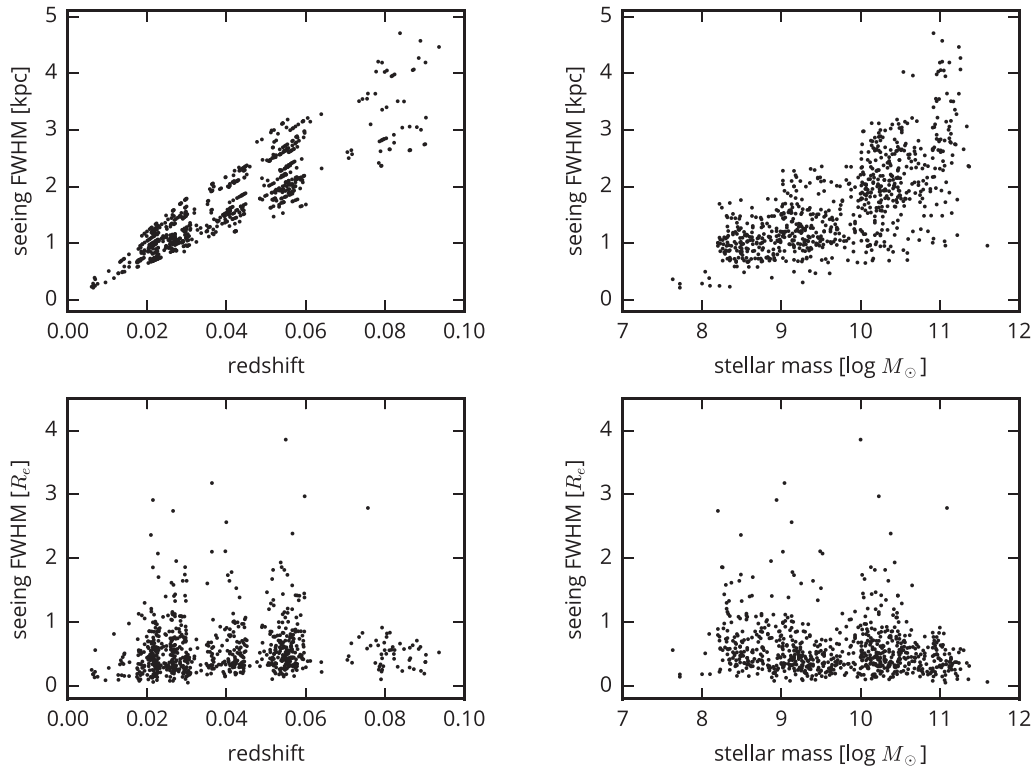 5
4
3
2
1
0
seeing FWHM [kpc]
0.00 0.02 0.04 0.06 0.08 0.10
redshift
5
4
3
2
1
0
seeing FWHM [kpc]
7 8 9 10 11 12
stellar mass [log M⊙]
4
3
2
1
0
seeing FWHM [Re]
0.00 0.02 0.04 0.06 0.08 0.10
redshift
4
3
2
1
0
seeing FWHM [Re]
7 8 9 10 11 12
stellar mass [log M⊙]